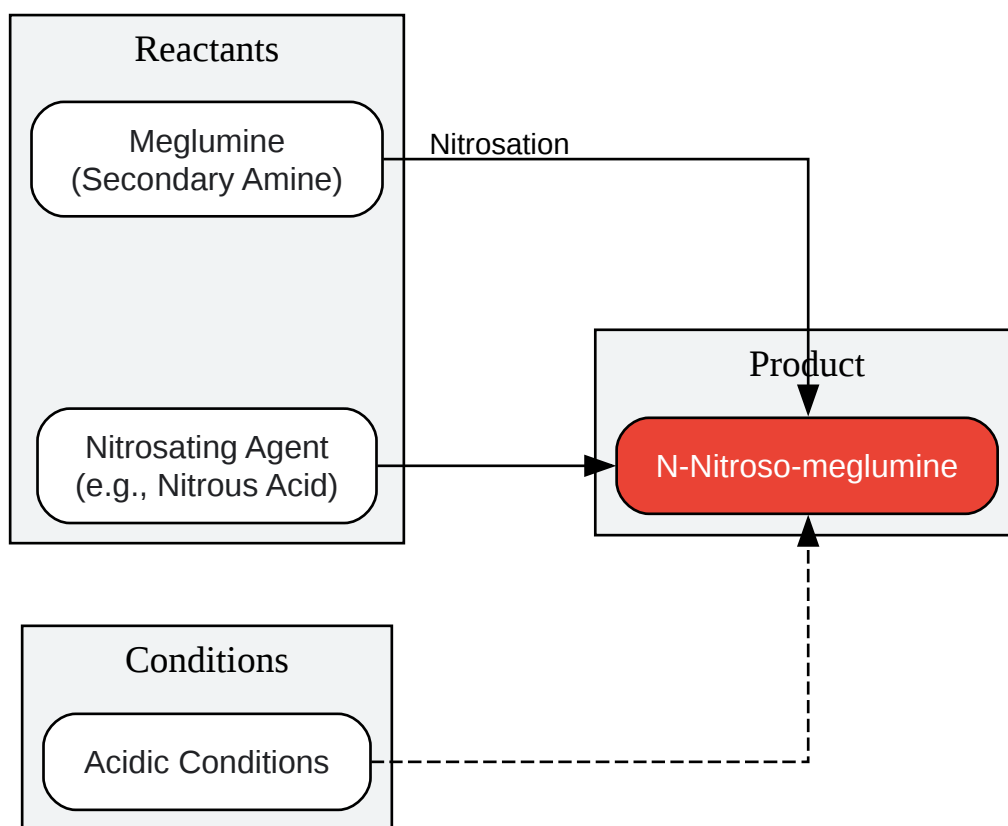 Reactants
Meglumine
(Secondary Amine)
Nitrosation
Nitrosating Agent
(e.g., Nitrous Acid)
Product
N-Nitroso-meglumine
Conditions
Acidic Conditions